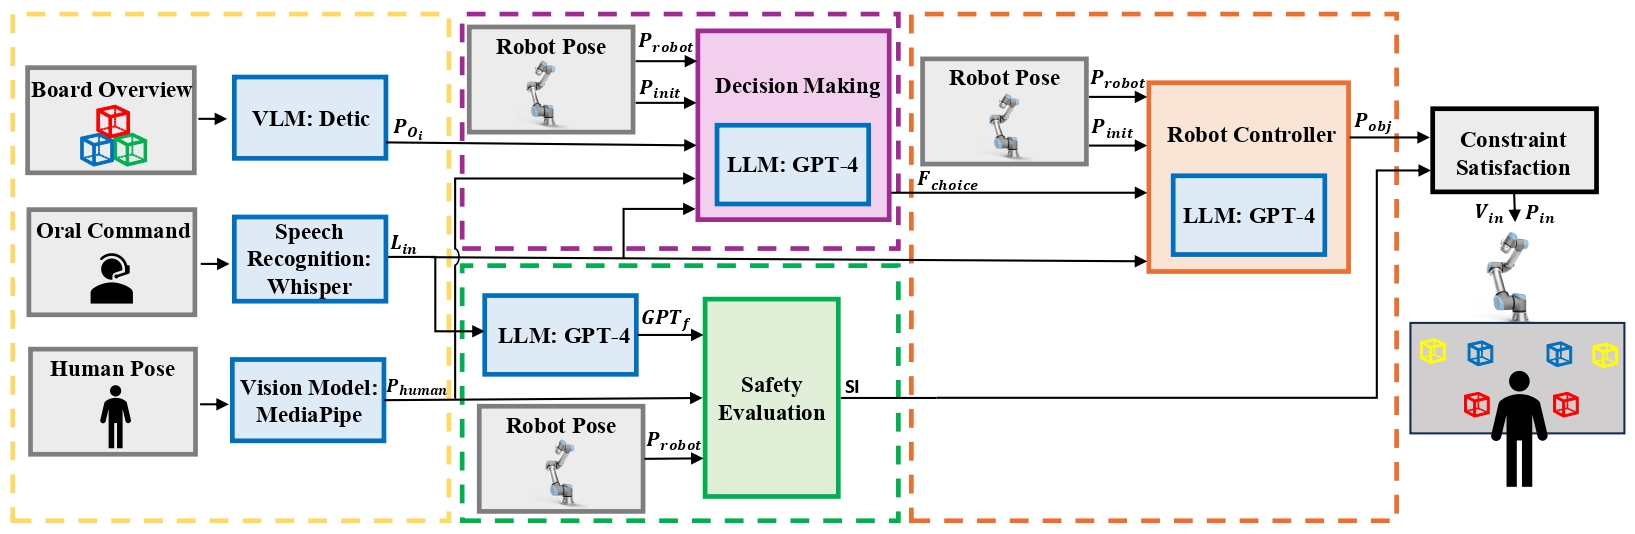 Board Overview
VLM: Detic
P_{O_i}
Oral Command
Speech
Recognition:
Whisper
L_{in}
Human Pose
Vision Model:
MediaPipe
P_{human}
Robot Pose
P_{robot}
P_{init}
Decision Making
LLM: GPT-4
F_{choice}
LLM: GPT-4
GPT_f
Robot Pose
P_{robot}
Safety
Evaluation
SI
Robot Pose
P_{robot}
P_{init}
Robot Controller
LLM: GPT-4
P_{obj}
Constraint
Satisfaction
V_{in} P_{in}